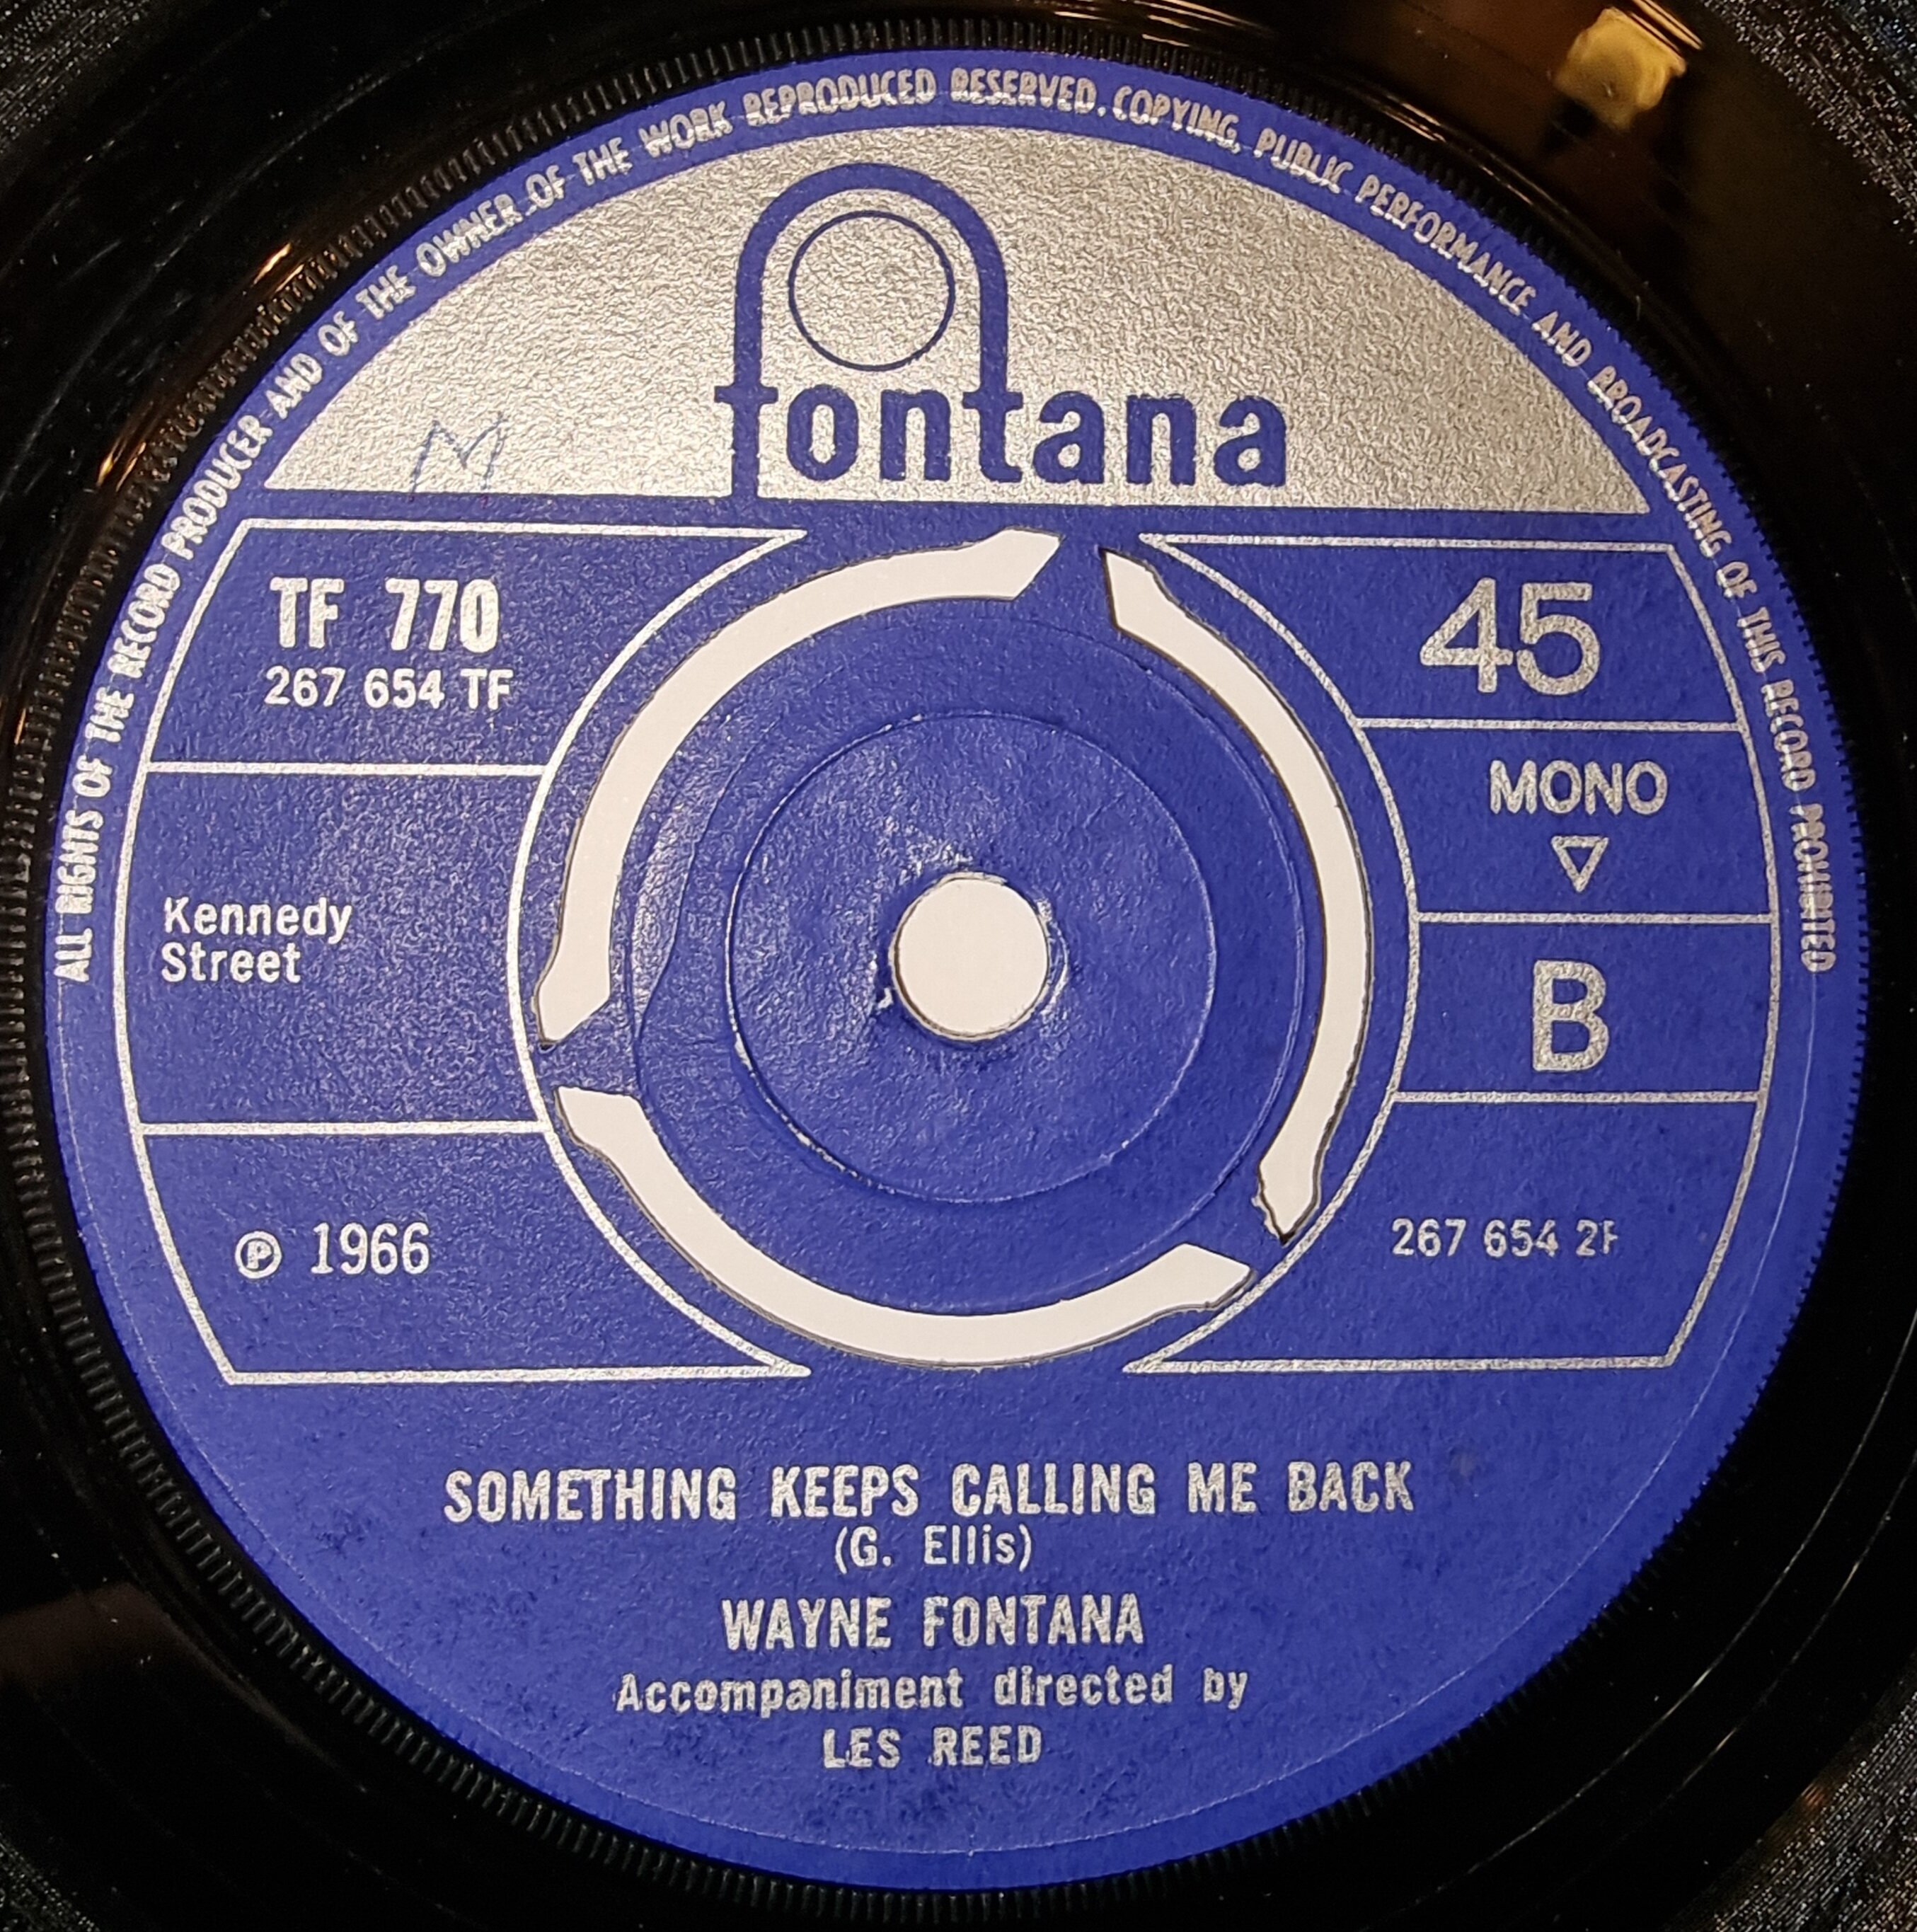 ALL RIGHTS OF THE RECORD PRODUCER AND OF THE OWNER OF THE WORK REPRODUCED RESERVED. COPYING, PUBLIC PERFORMANCE AND BROADCASTING OF THIS RECORD PROHIBITED
fontana
M
TF 770
267 654 TF
45
MONO
Kennedy
Street
B
℗ 1966
267 654 2F
SOMETHING KEEPS CALLING ME BACK
(G. Ellis)
WAYNE FONTANA
Accompaniment directed by
LES REED